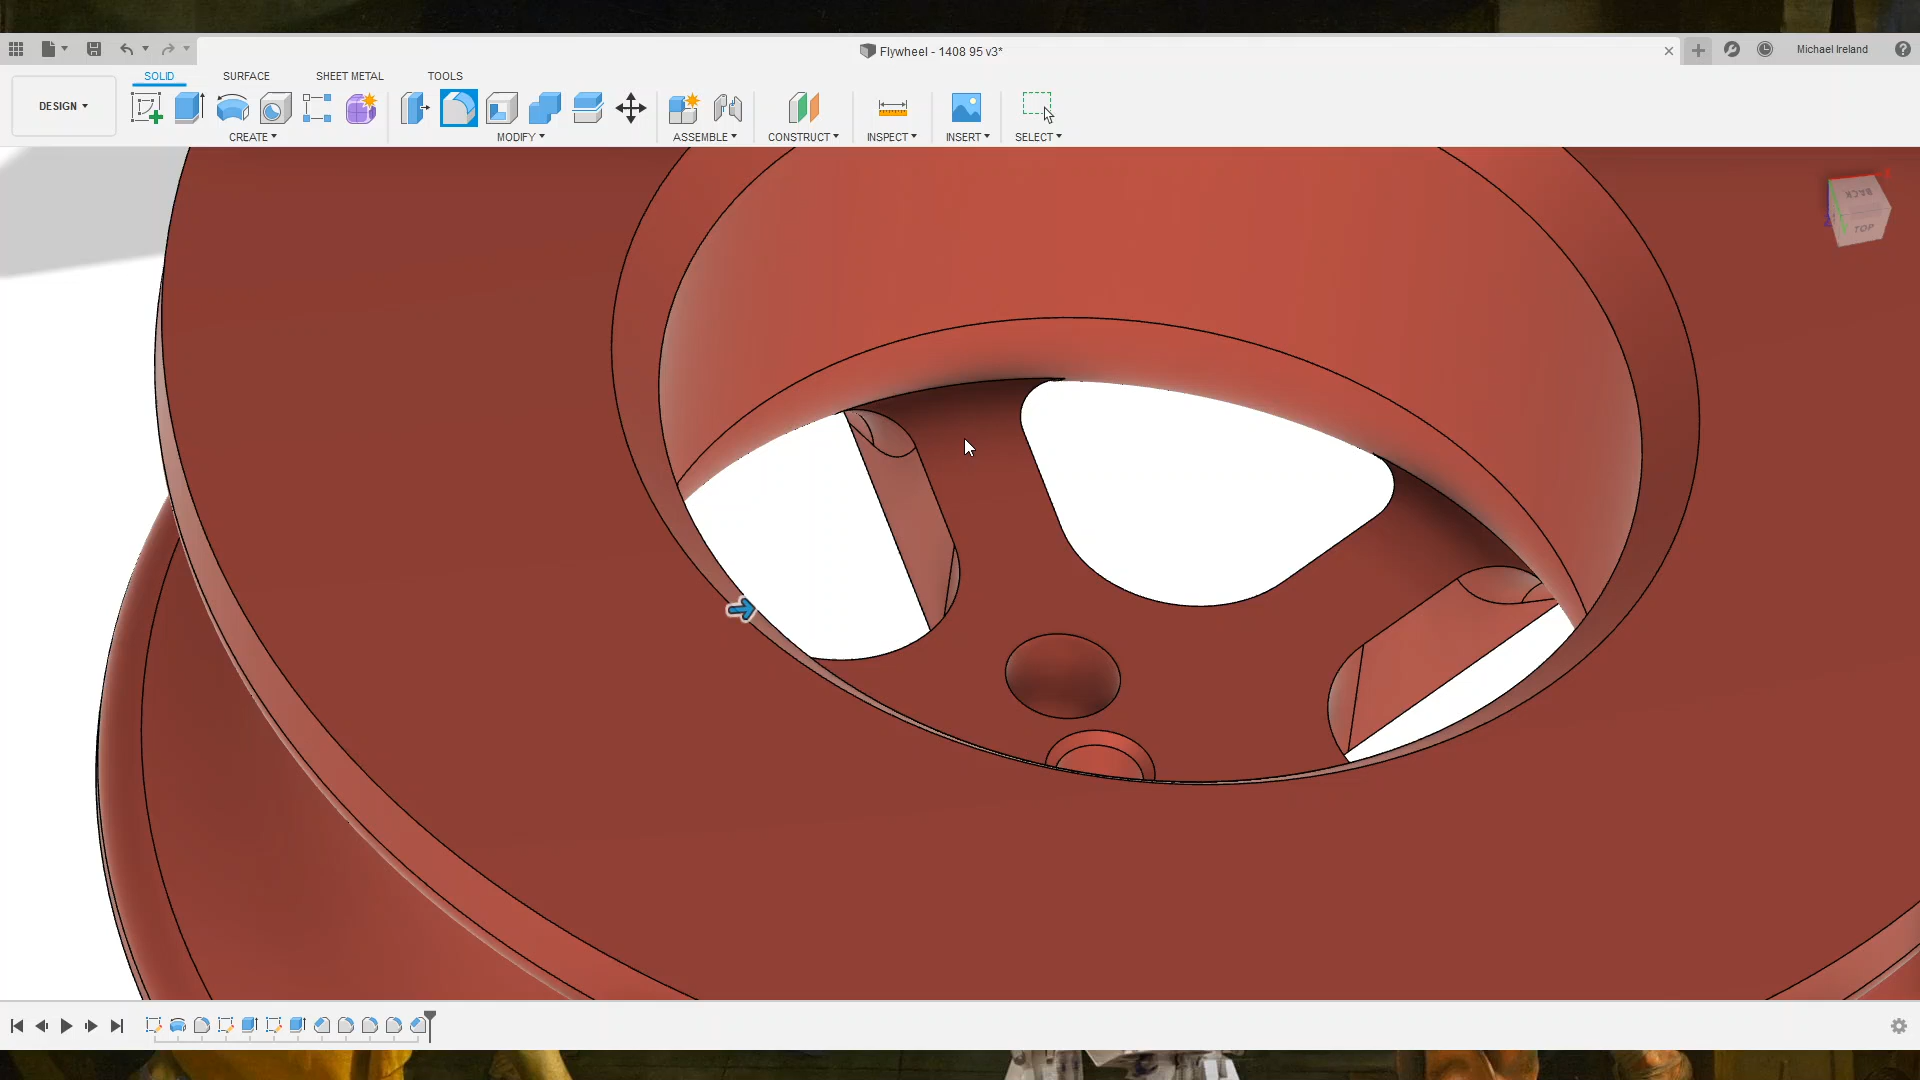 Flywheel - 1408 95 v3*
Michael Ireland
SOLID SURFACE SHEET METAL TOOLS
DESIGN
CREATE MODIFY ASSEMBLE CONSTRUCT INSPECT INSERT SELECT
BACK
TOP